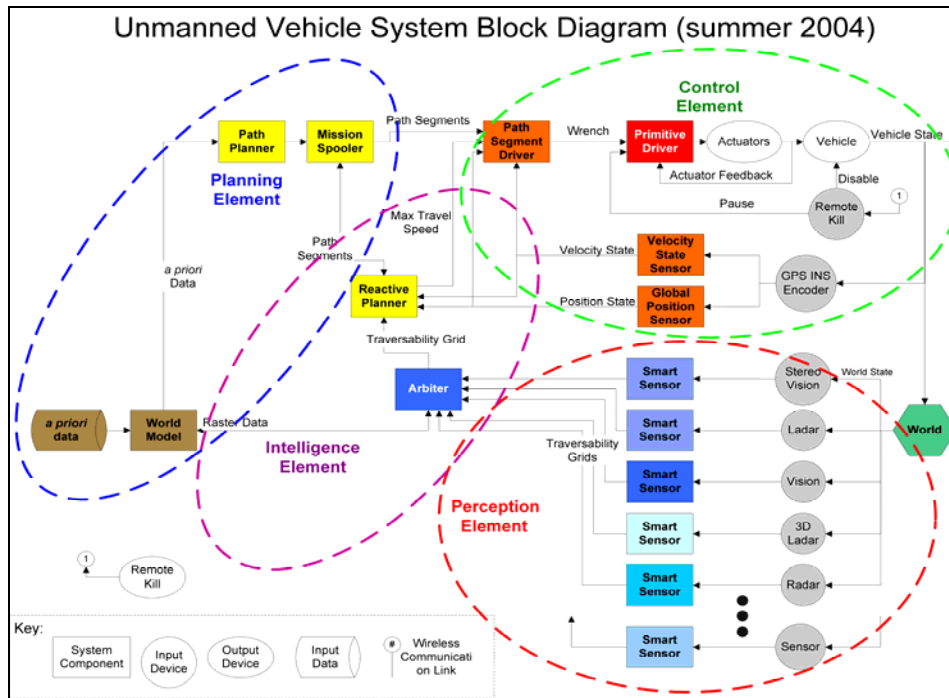 Unmanned Vehicle System Block Diagram (summer 2004)
Control
Element
Path Segments
Path
Planner
Mission
Spooler
Path
Segment
Driver
Wrench
Primitive
Driver
Actuators
Vehicle
Vehicle State
Planning
Element
Actuator Feedback
Disable
Pause
Remote
Kill
1
Max Travel
Speed
Path
Segments
a priori
Data
Velocity State
Velocity
State
Sensor
GPS INS
Encoder
Reactive
Planner
Position State
Global
Position
Sensor
Traversability Grid
Arbiter
Smart
Sensor
Stereo
Vision
World State
a priori
data
World
Model
Raster Data
Intelligence
Element
Traversability
Grids
Smart
Sensor
Ladar
World
Smart
Sensor
Vision
Perception
Element
Smart
Sensor
3D
Ladar
1
Remote
Kill
Smart
Sensor
Radar
Smart
Sensor
Sensor
Key:
System
Component
Input
Device
Output
Device
Input
Data
#
Wireless
Communicati
on Link